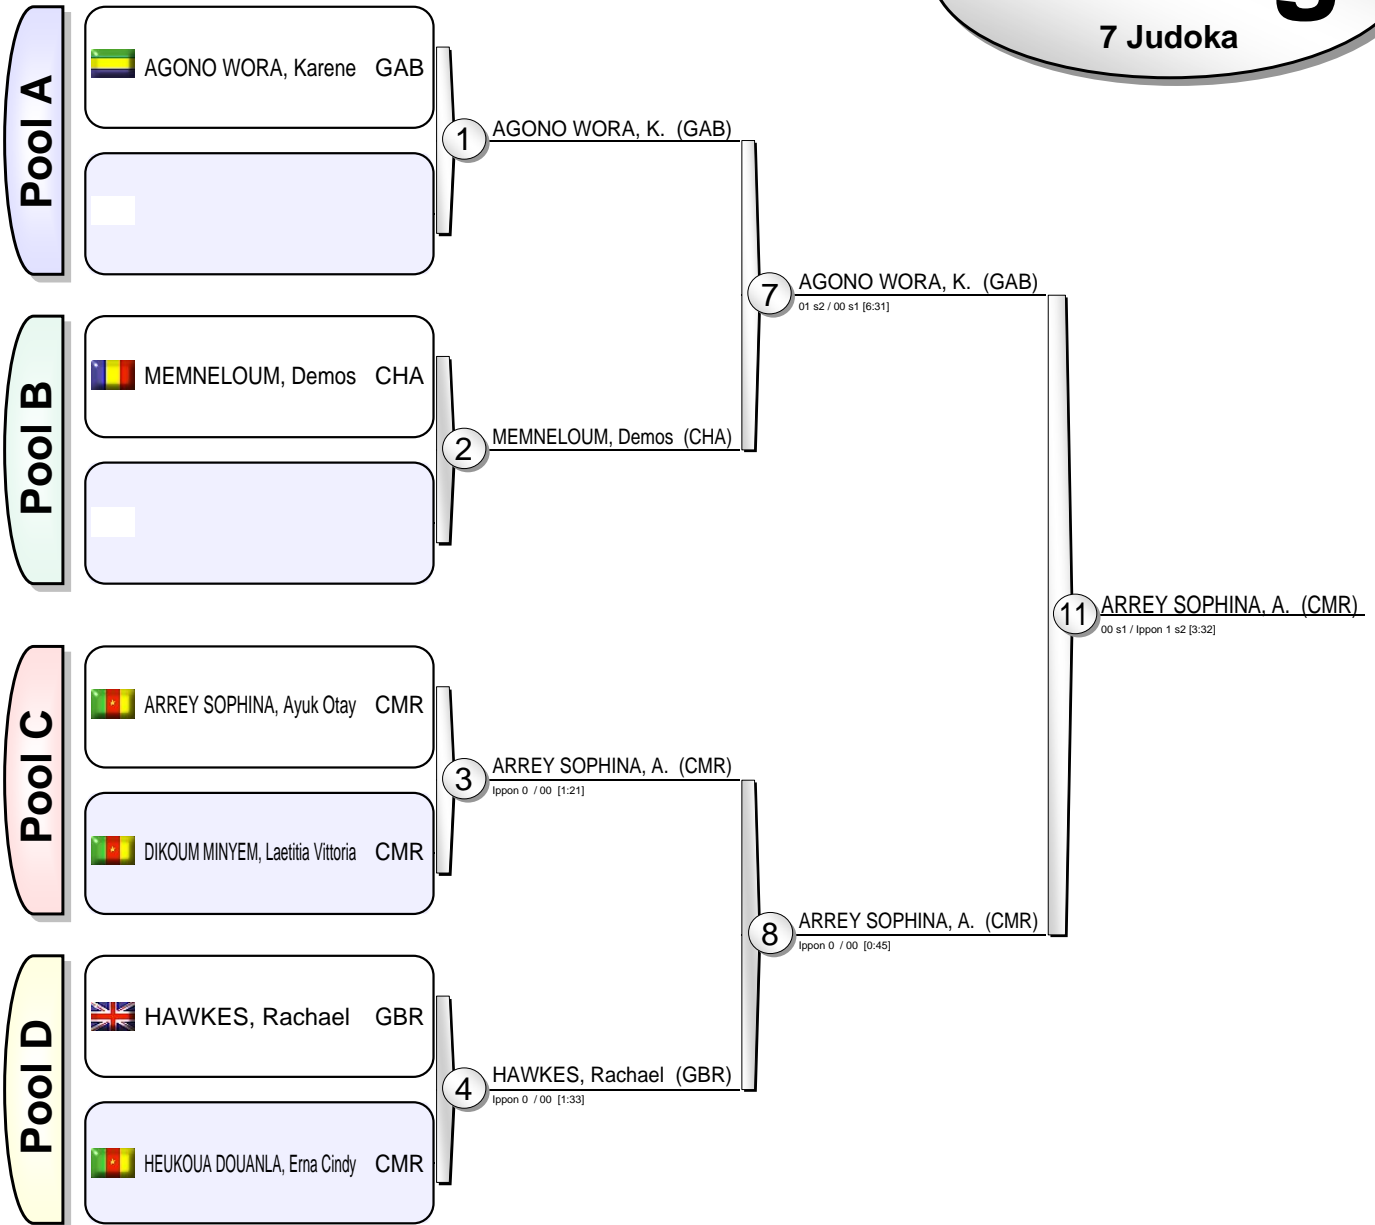 7 Judoka
Pool A
AGONO WORA, Karene GAB
1
AGONO WORA, K. (GAB)
7
AGONO WORA, K. (GAB)
01 s2 / 00 s1 [6:31]
Pool B
MEMNELOUM, Demos CHA
2
MEMNELOUM, Demos (CHA)
11
ARREY SOPHINA, A. (CMR)
00 s1 / Ippon 1 s2 [3:32]
Pool C
ARREY SOPHINA, Ayuk Otay CMR
3
ARREY SOPHINA, A. (CMR)
Ippon 0 / 00 [1:21]
DIKOUM MINYEM, Laetitia Vittoria CMR
8
ARREY SOPHINA, A. (CMR)
Ippon 0 / 00 [0:45]
Pool D
HAWKES, Rachael GBR
4
HAWKES, Rachael (GBR)
Ippon 0 / 00 [1:33]
HEUKOUA DOUANLA, Erna Cindy CMR